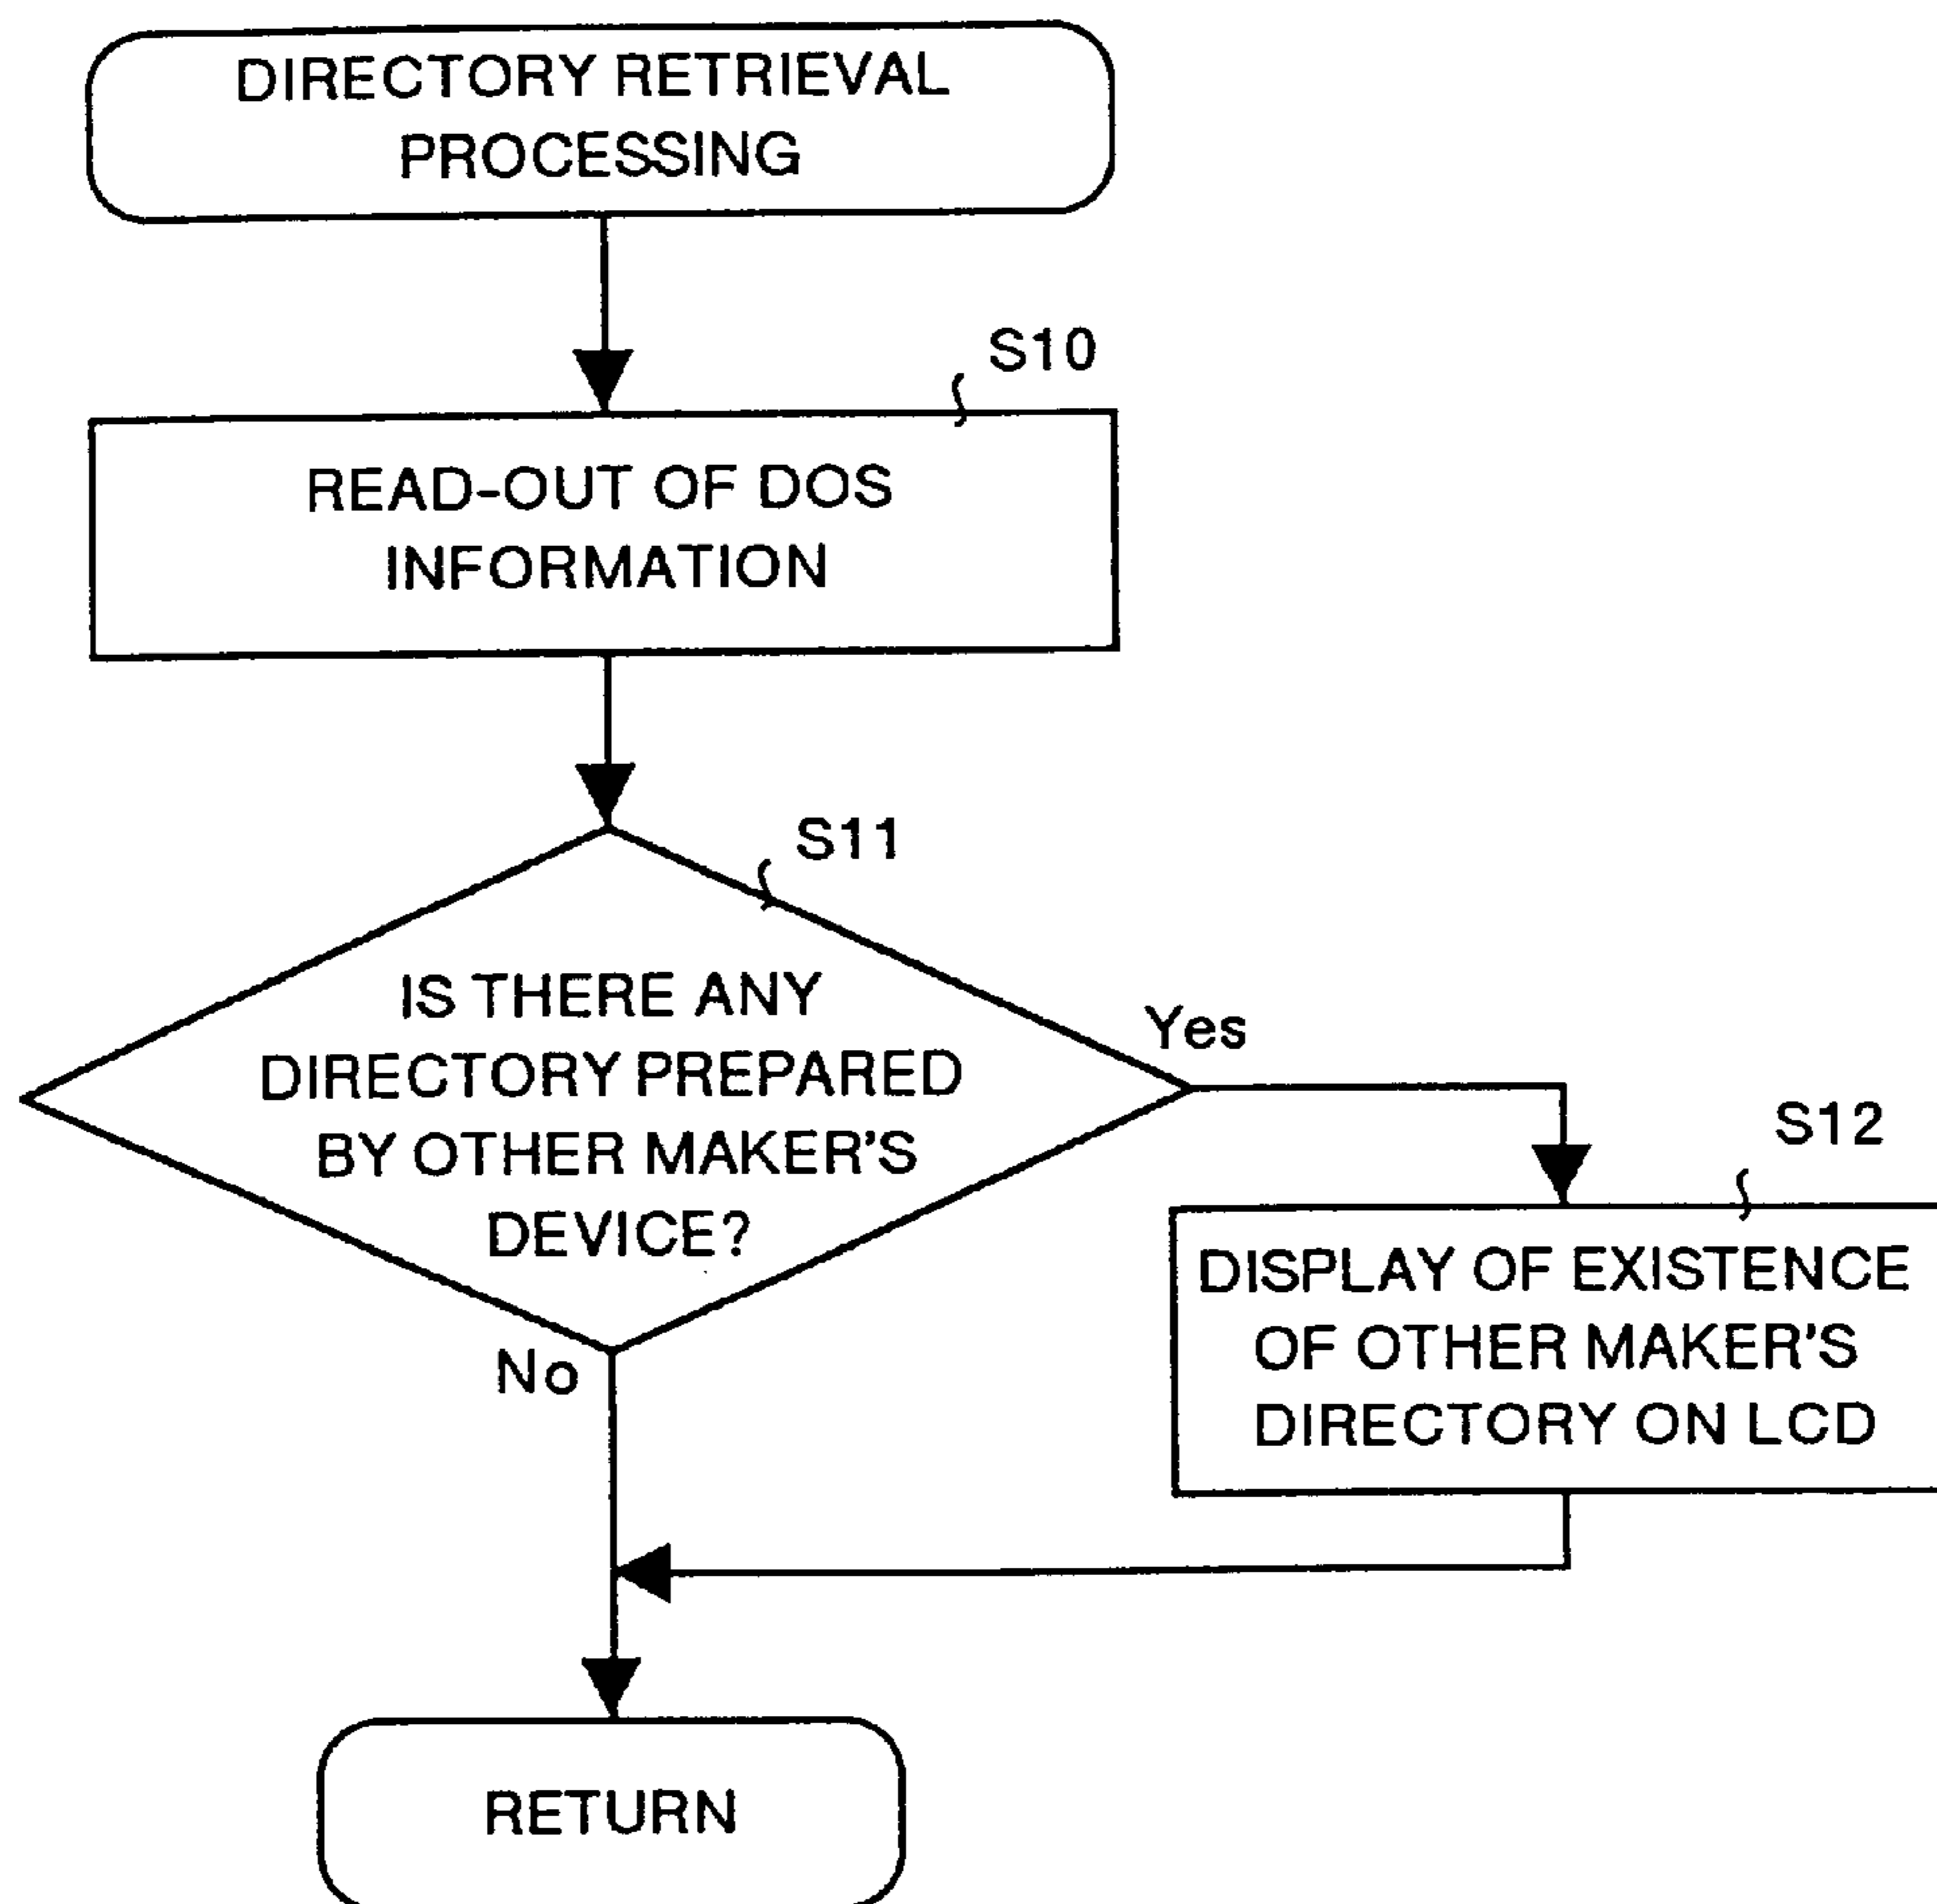 DIRECTORY RETRIEVAL
PROCESSING
S10
READ-OUT OF DOS
INFORMATION
S11
IS THERE ANY
DIRECTORY PREPARED
BY OTHER MAKER'S
DEVICE?
Yes
No
S12
DISPLAY OF EXISTENCE
OF OTHER MAKER'S
DIRECTORY ON LCD
RETURN